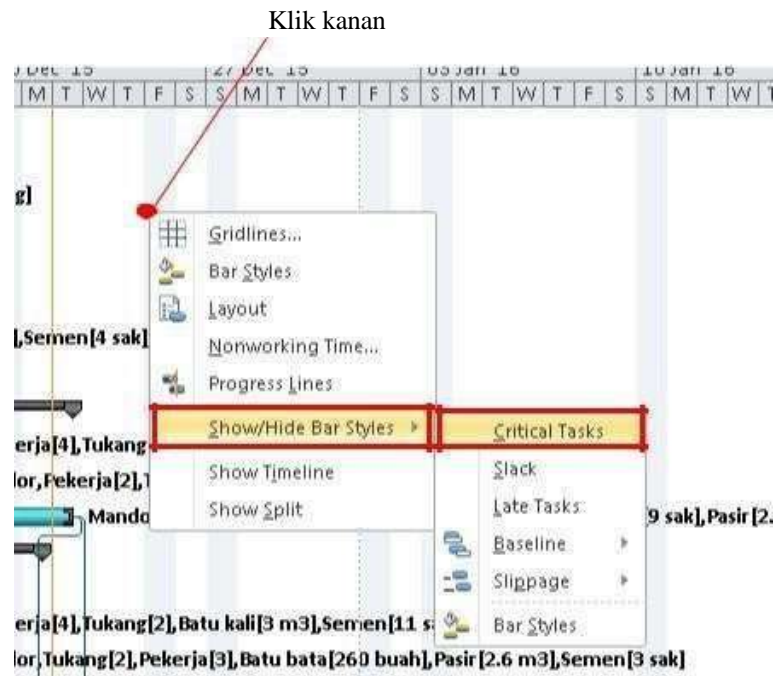 Klik kanan
Dec 15 27 Dec 15 03 Jan 16 10 Jan 16
M T W T F S S M T W T F S S M T W T F S S M T W T
g]
Gridlines...
Bar Styles
Layout
],Semen[4 sak]
Nonworking Time...
Progress Lines
Show/Hide Bar Styles Critical Tasks
erja[4],Tukang
Show Timeline Slack
lor,Pekerja[2],
Show Split Late Tasks
Mando 9 sak],Pasir[2.
Baseline
Slippage
erja[4],Tukang[2],Batu kali[3 m3],Semen[11 s
Bar Styles
lor,Tukang[2],Pekerja[3],Batu bata[260 buah],Pasir[2.6 m3],Semen[3 sak]